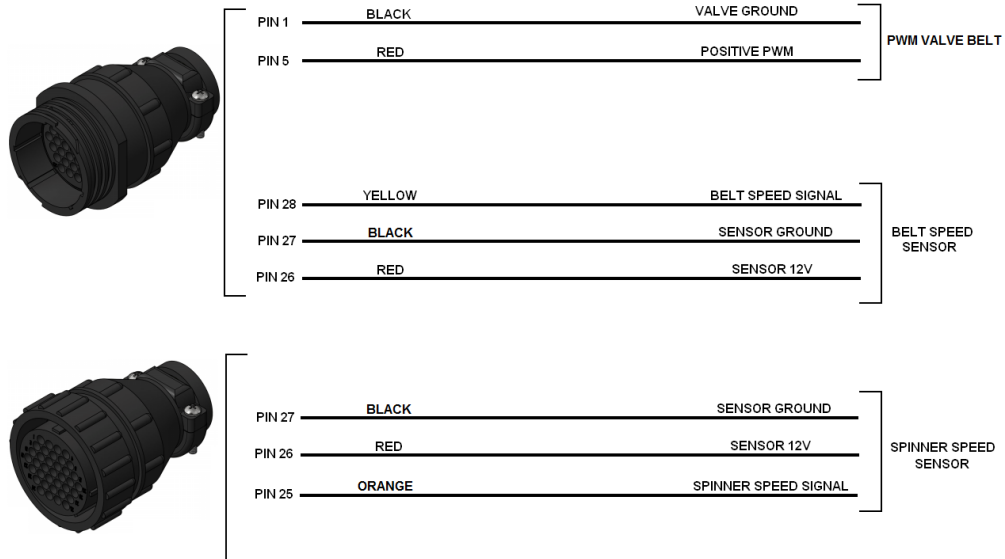 PIN 1 BLACK VALVE GROUND
PIN 5 RED POSITIVE PWM
PWM VALVE BELT
PIN 28 YELLOW BELT SPEED SIGNAL
PIN 27 BLACK SENSOR GROUND
PIN 26 RED SENSOR 12V
BELT SPEED
SENSOR
PIN 27 BLACK SENSOR GROUND
PIN 26 RED SENSOR 12V
PIN 25 ORANGE SPINNER SPEED SIGNAL
SPINNER SPEED
SENSOR